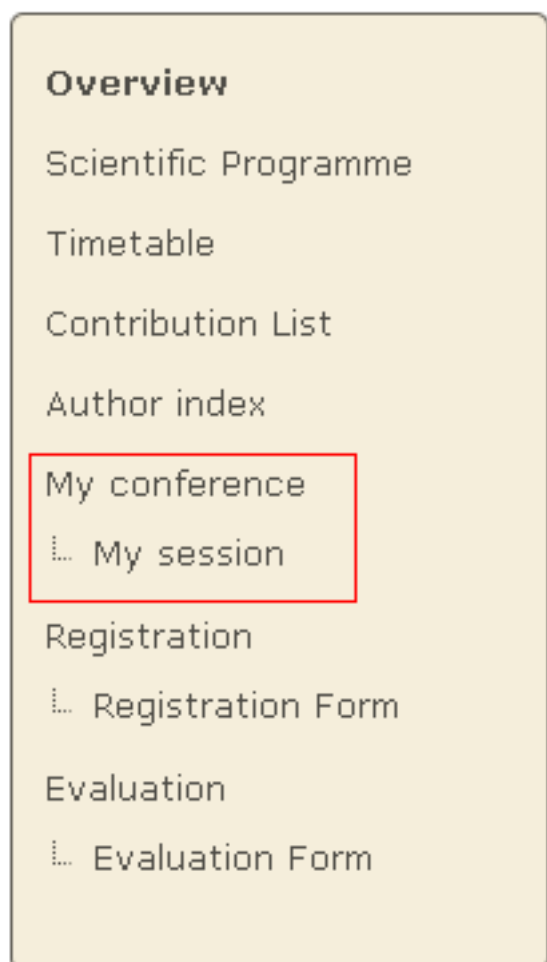 Overview
Scientific Programme
Timetable
Contribution List
Author index
My conference
My session
Registration
Registration Form
Evaluation
Evaluation Form